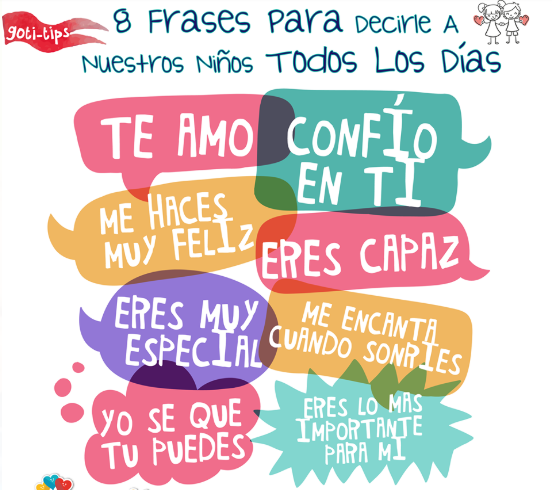 goti-tips
8 Frases Para Decirle A
Nuestros Niños Todos Los Días
TE AMO
CONFÍO
EN TI
ME HACES
MUY FELIZ
ERES CAPAZ
ERES MUY
ESPECIAL
ME ENCANTA
CUANDO SONRIES
YO SE QUE
TU PUEDES
ERES LO MAS
IMPORTANTE
PARA MI